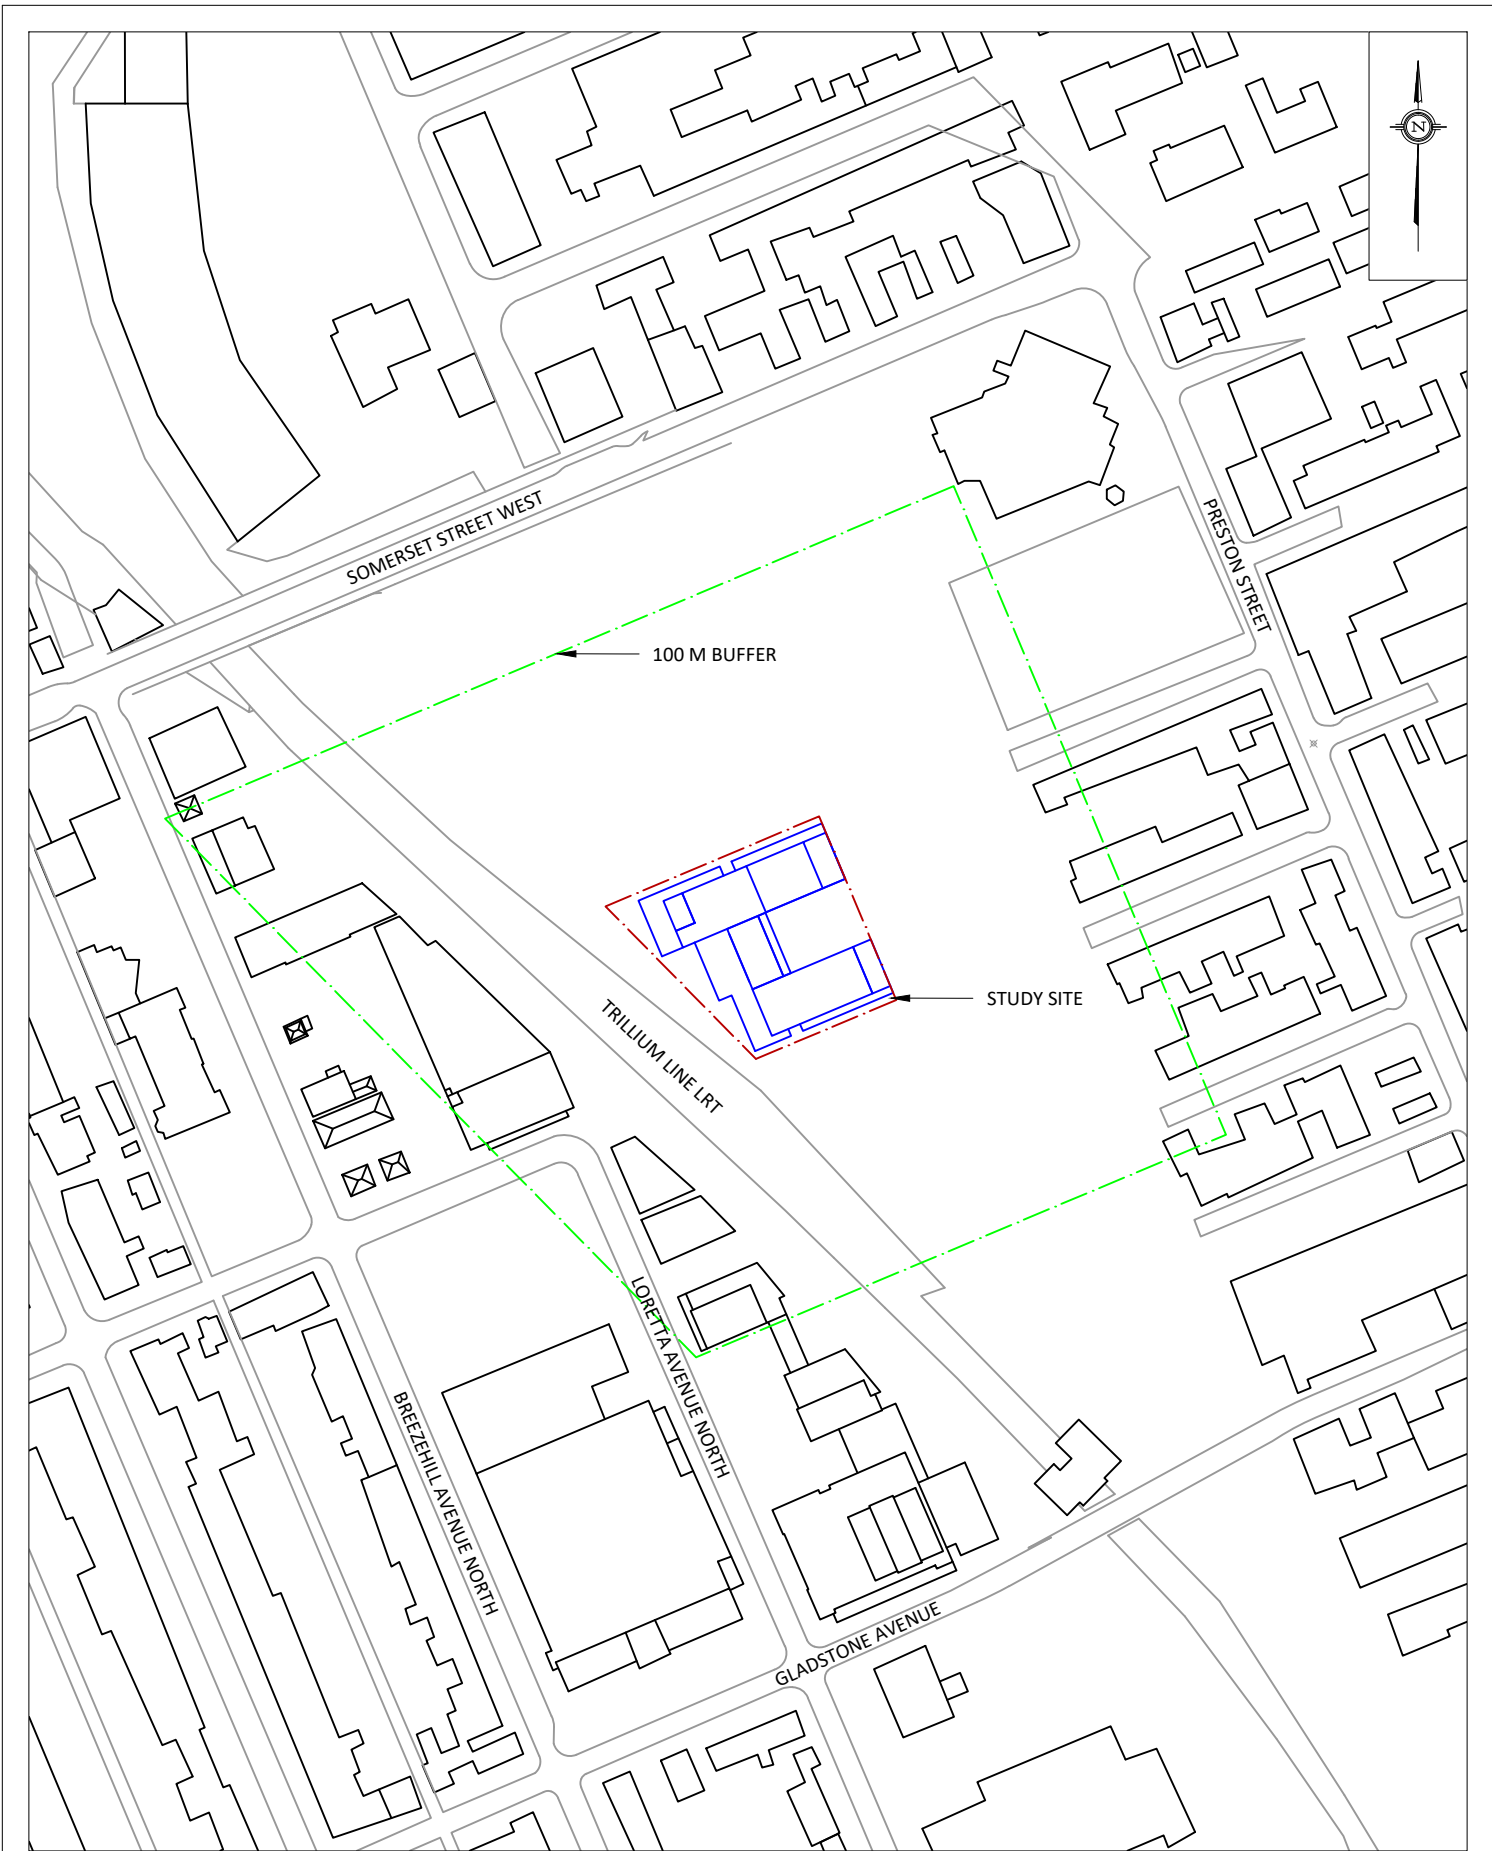 N
SOMERSET STREET WEST
PRESTON STREET
100 M BUFFER
STUDY SITE
TRILLIUM LINE LRT
LORETTA AVENUE NORTH
BREEZEHILL AVENUE NORTH
GLADSTONE AVENUE